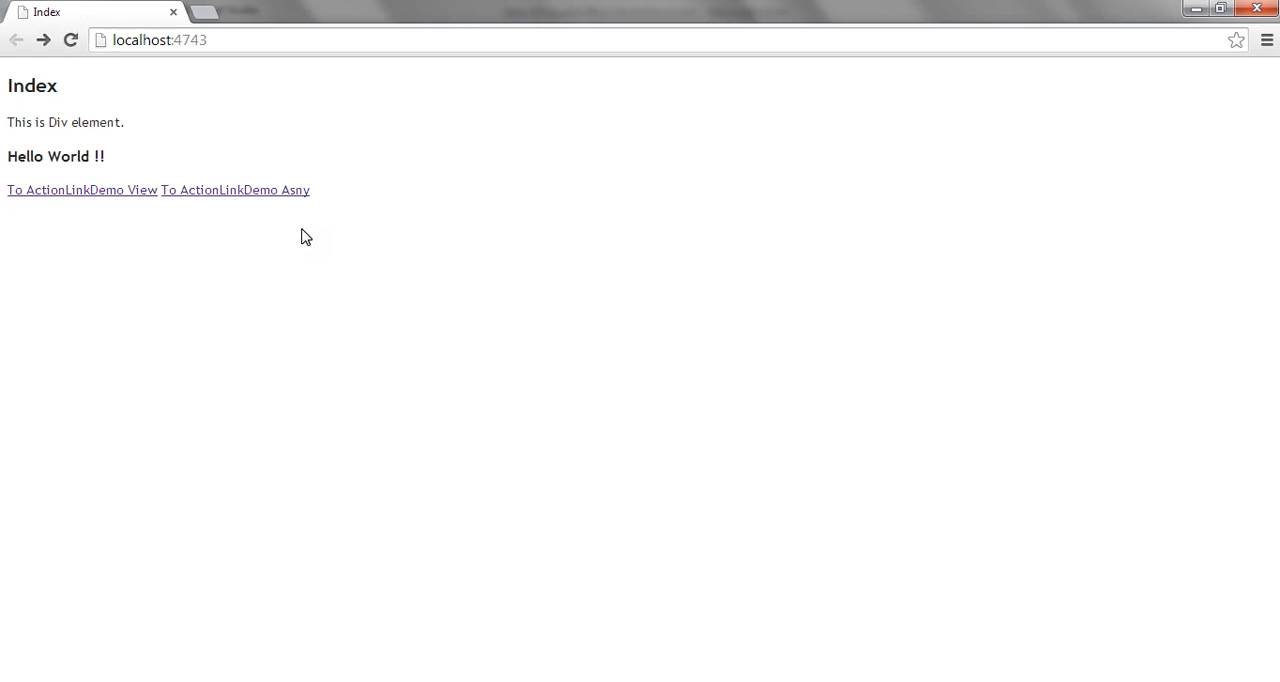 Index
localhost:4743
Index
This is Div element.
Hello World !!
To ActionLinkDemo View To ActionLinkDemo Asny